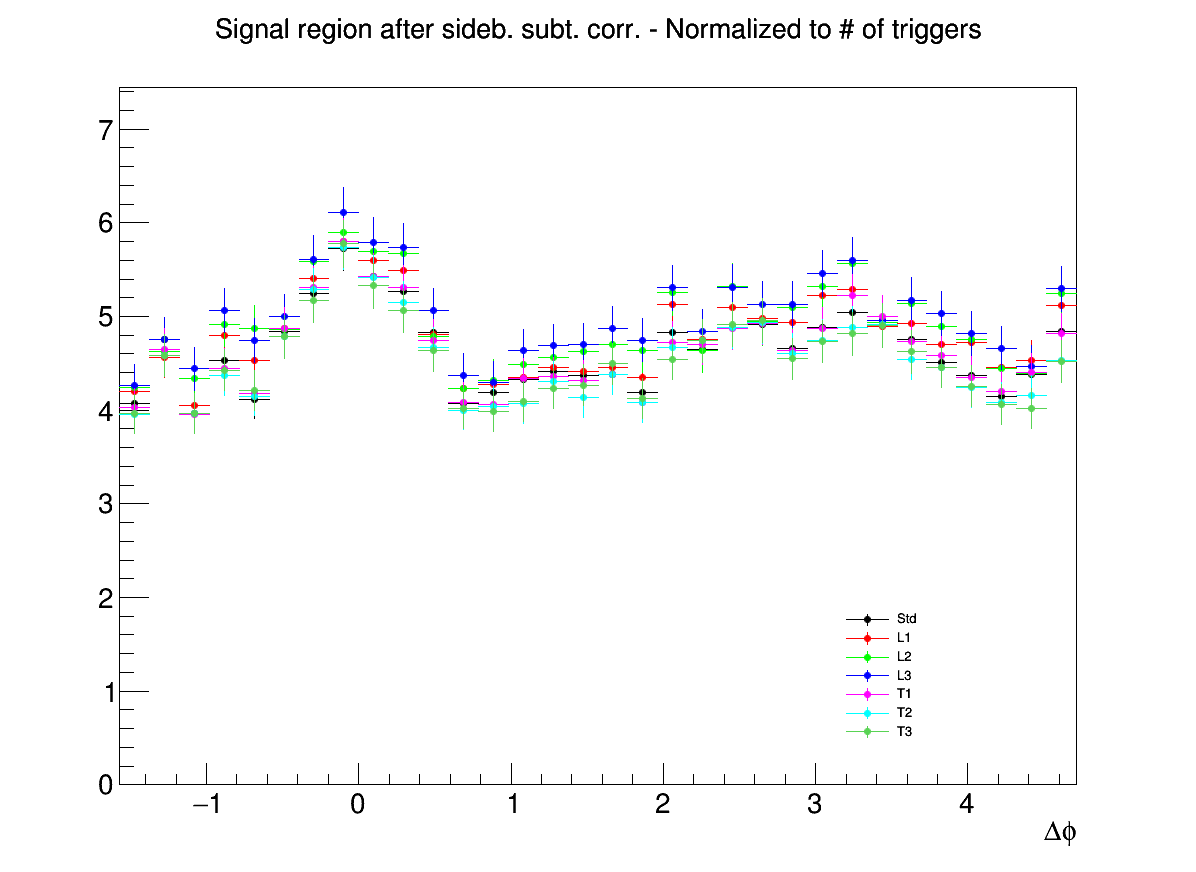 Signal region after sideb. subt. corr. - Normalized to # of triggers
7
6
5
4
3
2
1
0
−1 0 1 2 3 4
Δϕ
Std
L1
L2
L3
T1
T2
T3